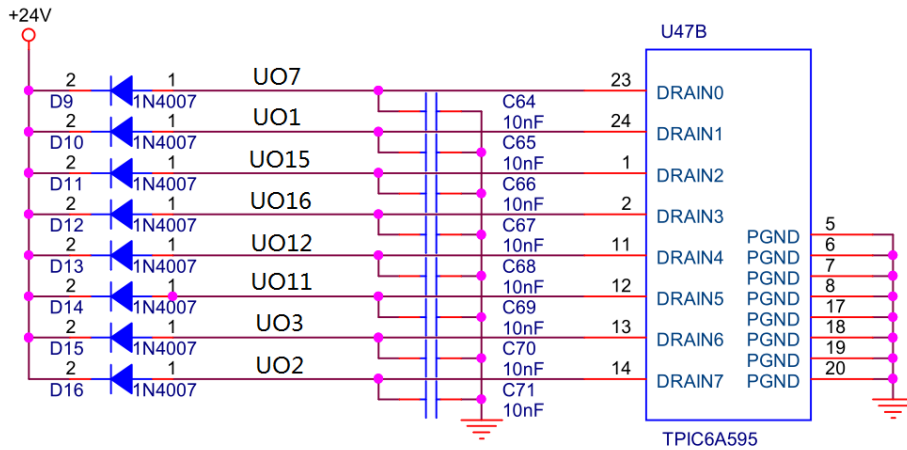 +24V
U47B
2 1 UO7 23 DRAIN0
D9 1N4007 C64
10nF
2 1 UO1 24 DRAIN1
D10 1N4007 C65
10nF
2 1 UO15 1 DRAIN2
D11 1N4007 C66
10nF
2 1 UO16 2 DRAIN3
D12 1N4007 C67
10nF
5 PGND
2 1 UO12 11 DRAIN4
6 PGND
D13 1N4007 C68
10nF
7 PGND
2 1 UO11 12 DRAIN5
8 PGND
D14 1N4007 C69
10nF
17 PGND
2 1 UO3 13 DRAIN6
18 PGND
D15 1N4007 C70
10nF
19 PGND
2 1 UO2 14 DRAIN7
20 PGND
D16 1N4007 C71
10nF
TPIC6A595